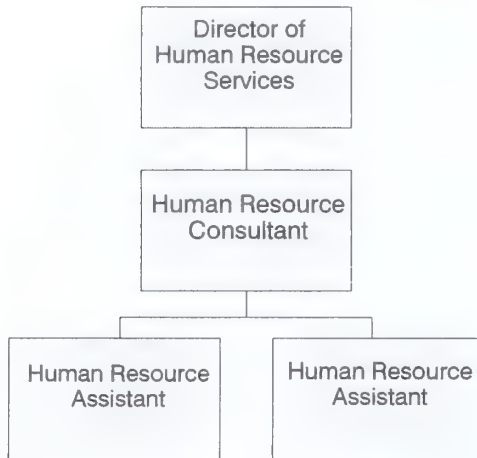 Director of
Human Resource
Services
Human Resource
Consultant
Human Resource
Assistant
Human Resource
Assistant